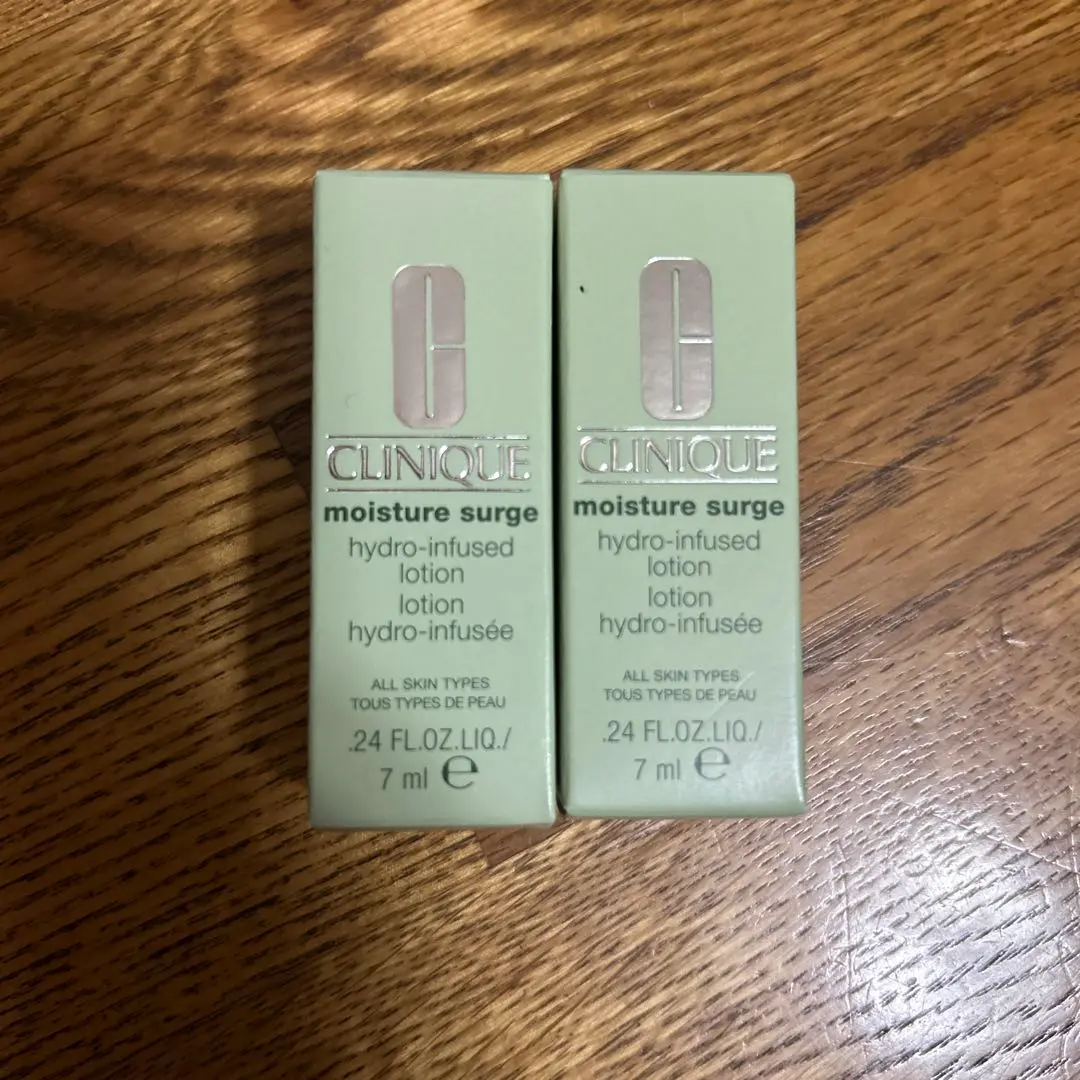 CLINIQUE
moisture surge
hydro-infused
lotion
lotion
hydro-infusée
ALL SKIN TYPES
TOUS TYPES DE PEAU
.24 FL.OZ.LIQ./
7 ml ℮
CLINIQUE
moisture surge
hydro-infused
lotion
lotion
hydro-infusée
ALL SKIN TYPES
TOUS TYPES DE PEAU
.24 FL.OZ.LIQ./
7 ml ℮